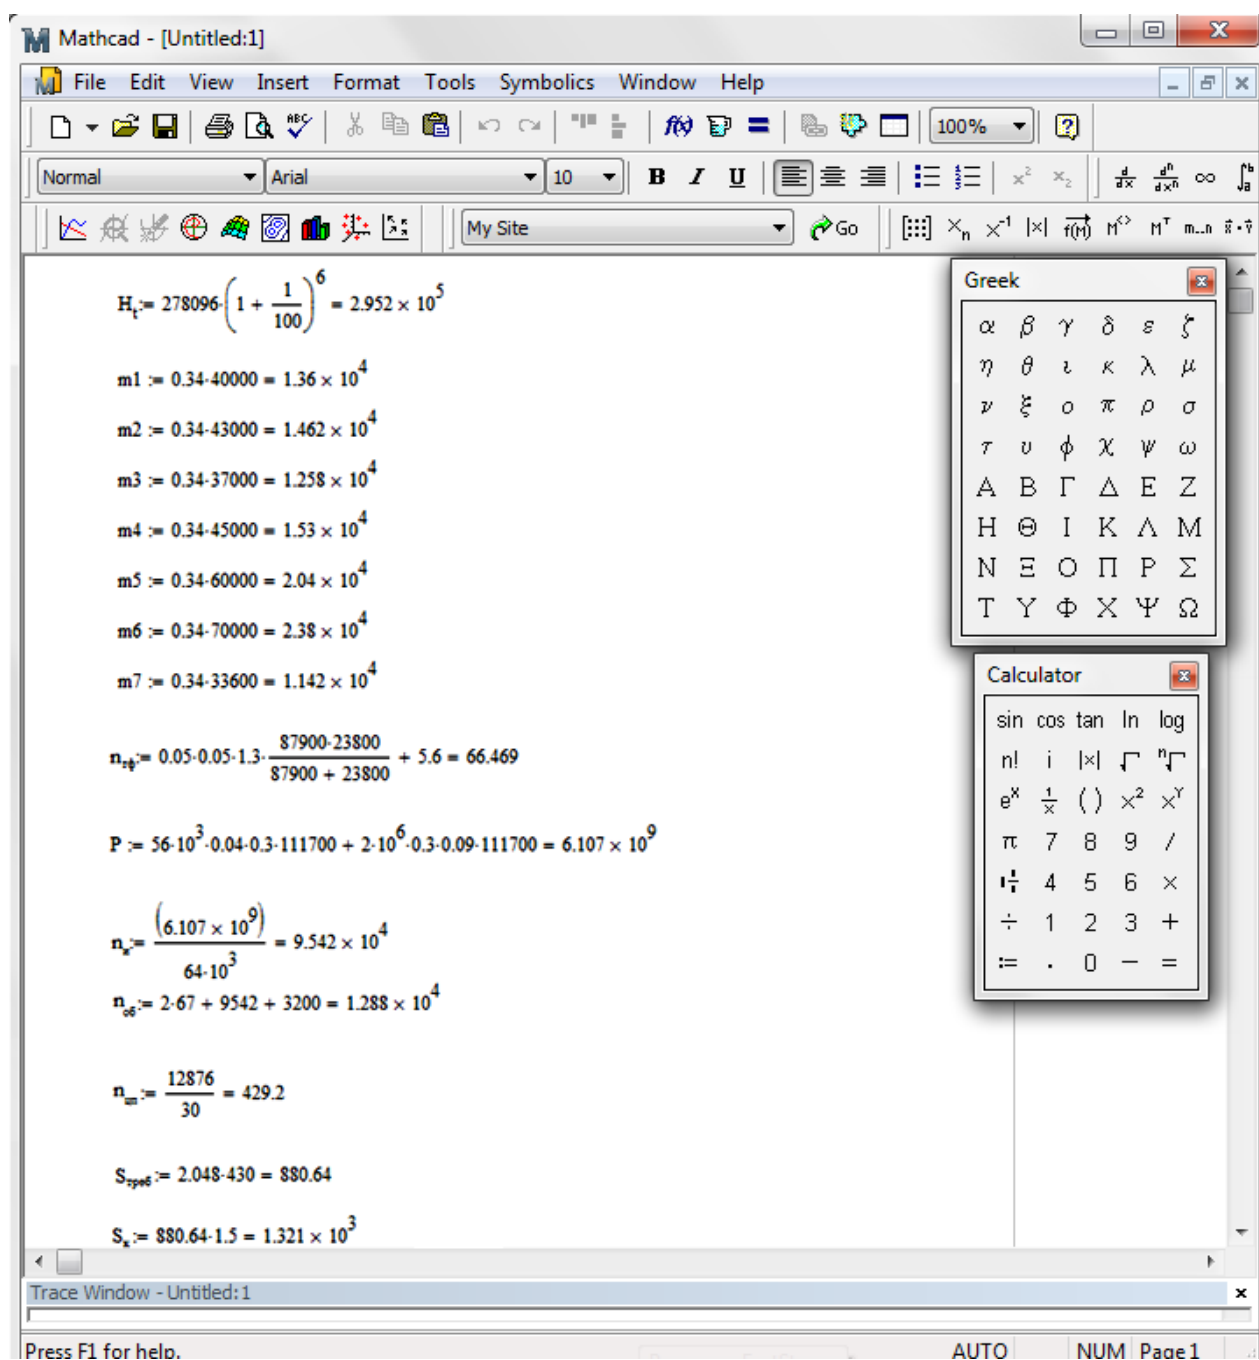 Mathcad - [Untitled:1]
File Edit View Insert Format Tools Symbolics Window Help
100%
Normal Arial 10 B I U
My Site Go
H_t := 278096·(1 + 1/100)^6 = 2.952 × 10^5
m1 := 0.34·40000 = 1.36 × 10^4
m2 := 0.34·43000 = 1.462 × 10^4
m3 := 0.34·37000 = 1.258 × 10^4
m4 := 0.34·45000 = 1.53 × 10^4
m5 := 0.34·60000 = 2.04 × 10^4
m6 := 0.34·70000 = 2.38 × 10^4
m7 := 0.34·33600 = 1.142 × 10^4
n_тф := 0.05·0.05·1.3·(87900·23800)/(87900 + 23800) + 5.6 = 66.469
P := 56·10^3·0.04·0.3·111700 + 2·10^6·0.3·0.09·111700 = 6.107 × 10^9
n := (6.107 × 10^9)/(64·10^3) = 9.542 × 10^4
n_об := 2·67 + 9542 + 3200 = 1.288 × 10^4
n := 12876/30 = 429.2
S_треб := 2.048·430 = 880.64
S := 880.64·1.5 = 1.321 × 10^3
Greek
α β γ δ ε ζ
η θ ι κ λ μ
ν ξ ο π ρ σ
τ υ ϕ χ ψ ω
Α Β Γ Δ Ε Ζ
Η Θ Ι Κ Λ Μ
Ν Ξ Ο Π Ρ Σ
Τ Υ Φ Χ Ψ Ω
Calculator
sin cos tan ln log
n! i |×| √ ⁿ√
e^x 1/x ( ) ×² ×^Y
π 7 8 9 /
4 5 6 ×
÷ 1 2 3 +
:= . 0 − =
Trace Window - Untitled:1
Press F1 for help. AUTO NUM Page 1